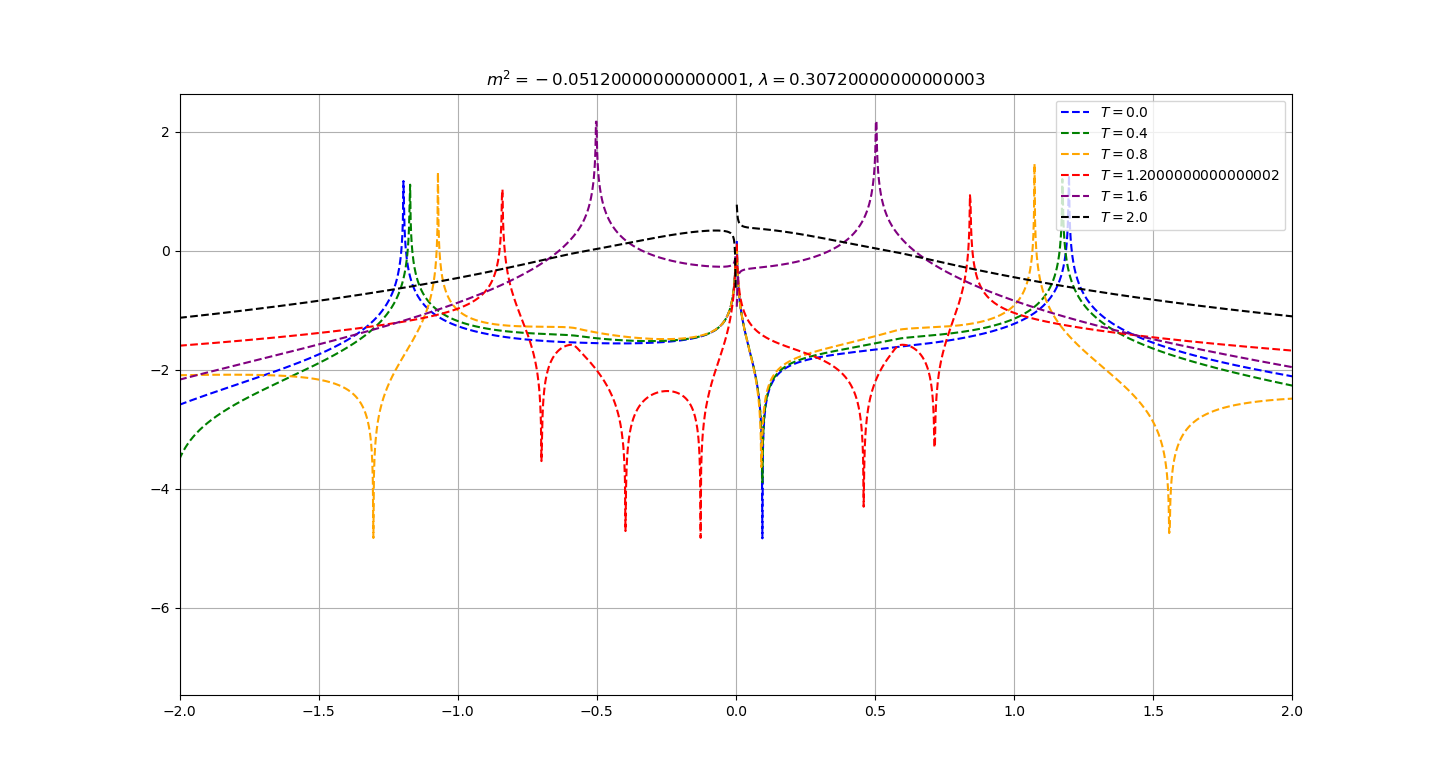 m² = −0.05120000000000001, λ = 0.30720000000000003
T = 0.0
T = 0.4
T = 0.8
T = 1.2000000000000002
T = 1.6
T = 2.0
2
0
−2
−4
−6
−2.0 −1.5 −1.0 −0.5 0.0 0.5 1.0 1.5 2.0